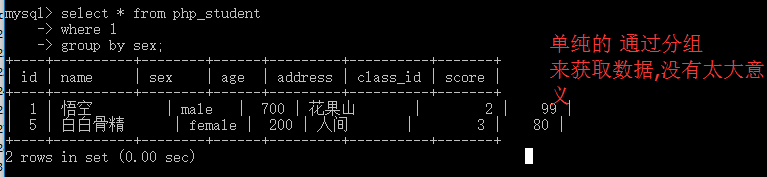 mysql> select * from php_student
-> where 1
-> group by sex;
+----+----------+--------+------+---------+----------+-------+
| id | name | sex | age | address | class_id | score |
+----+----------+--------+------+---------+----------+-------+
| 1 | 悟空 | male | 700 | 花果山 | 2 | 99 |
| 5 | 白白骨精 | female | 200 | 人间 | 3 | 80 |
+----+----------+--------+------+---------+----------+-------+
2 rows in set (0.00 sec)
单纯的 通过分组
来获取数据,没有太大意
义